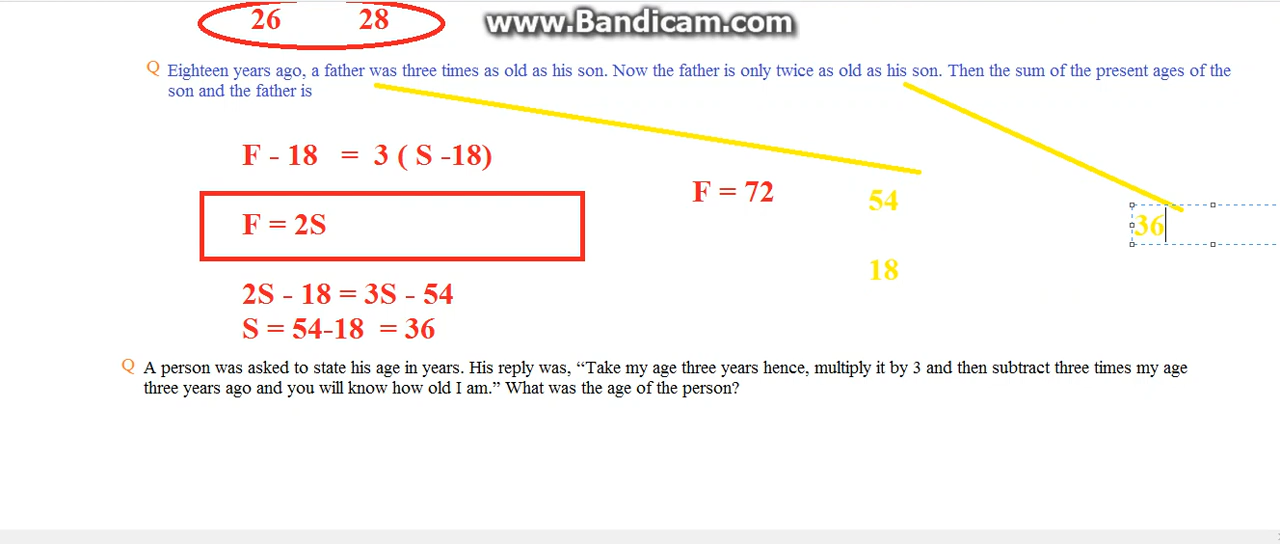 26 28
www.Bandicam.com
Q Eighteen years ago, a father was three times as old as his son. Now the father is only twice as old as his son. Then the sum of the present ages of the
son and the father is
F - 18 = 3 ( S -18)
F = 72
54
36
F = 2S
18
2S - 18 = 3S - 54
S = 54-18 = 36
Q A person was asked to state his age in years. His reply was, “Take my age three years hence, multiply it by 3 and then subtract three times my age
three years ago and you will know how old I am.” What was the age of the person?